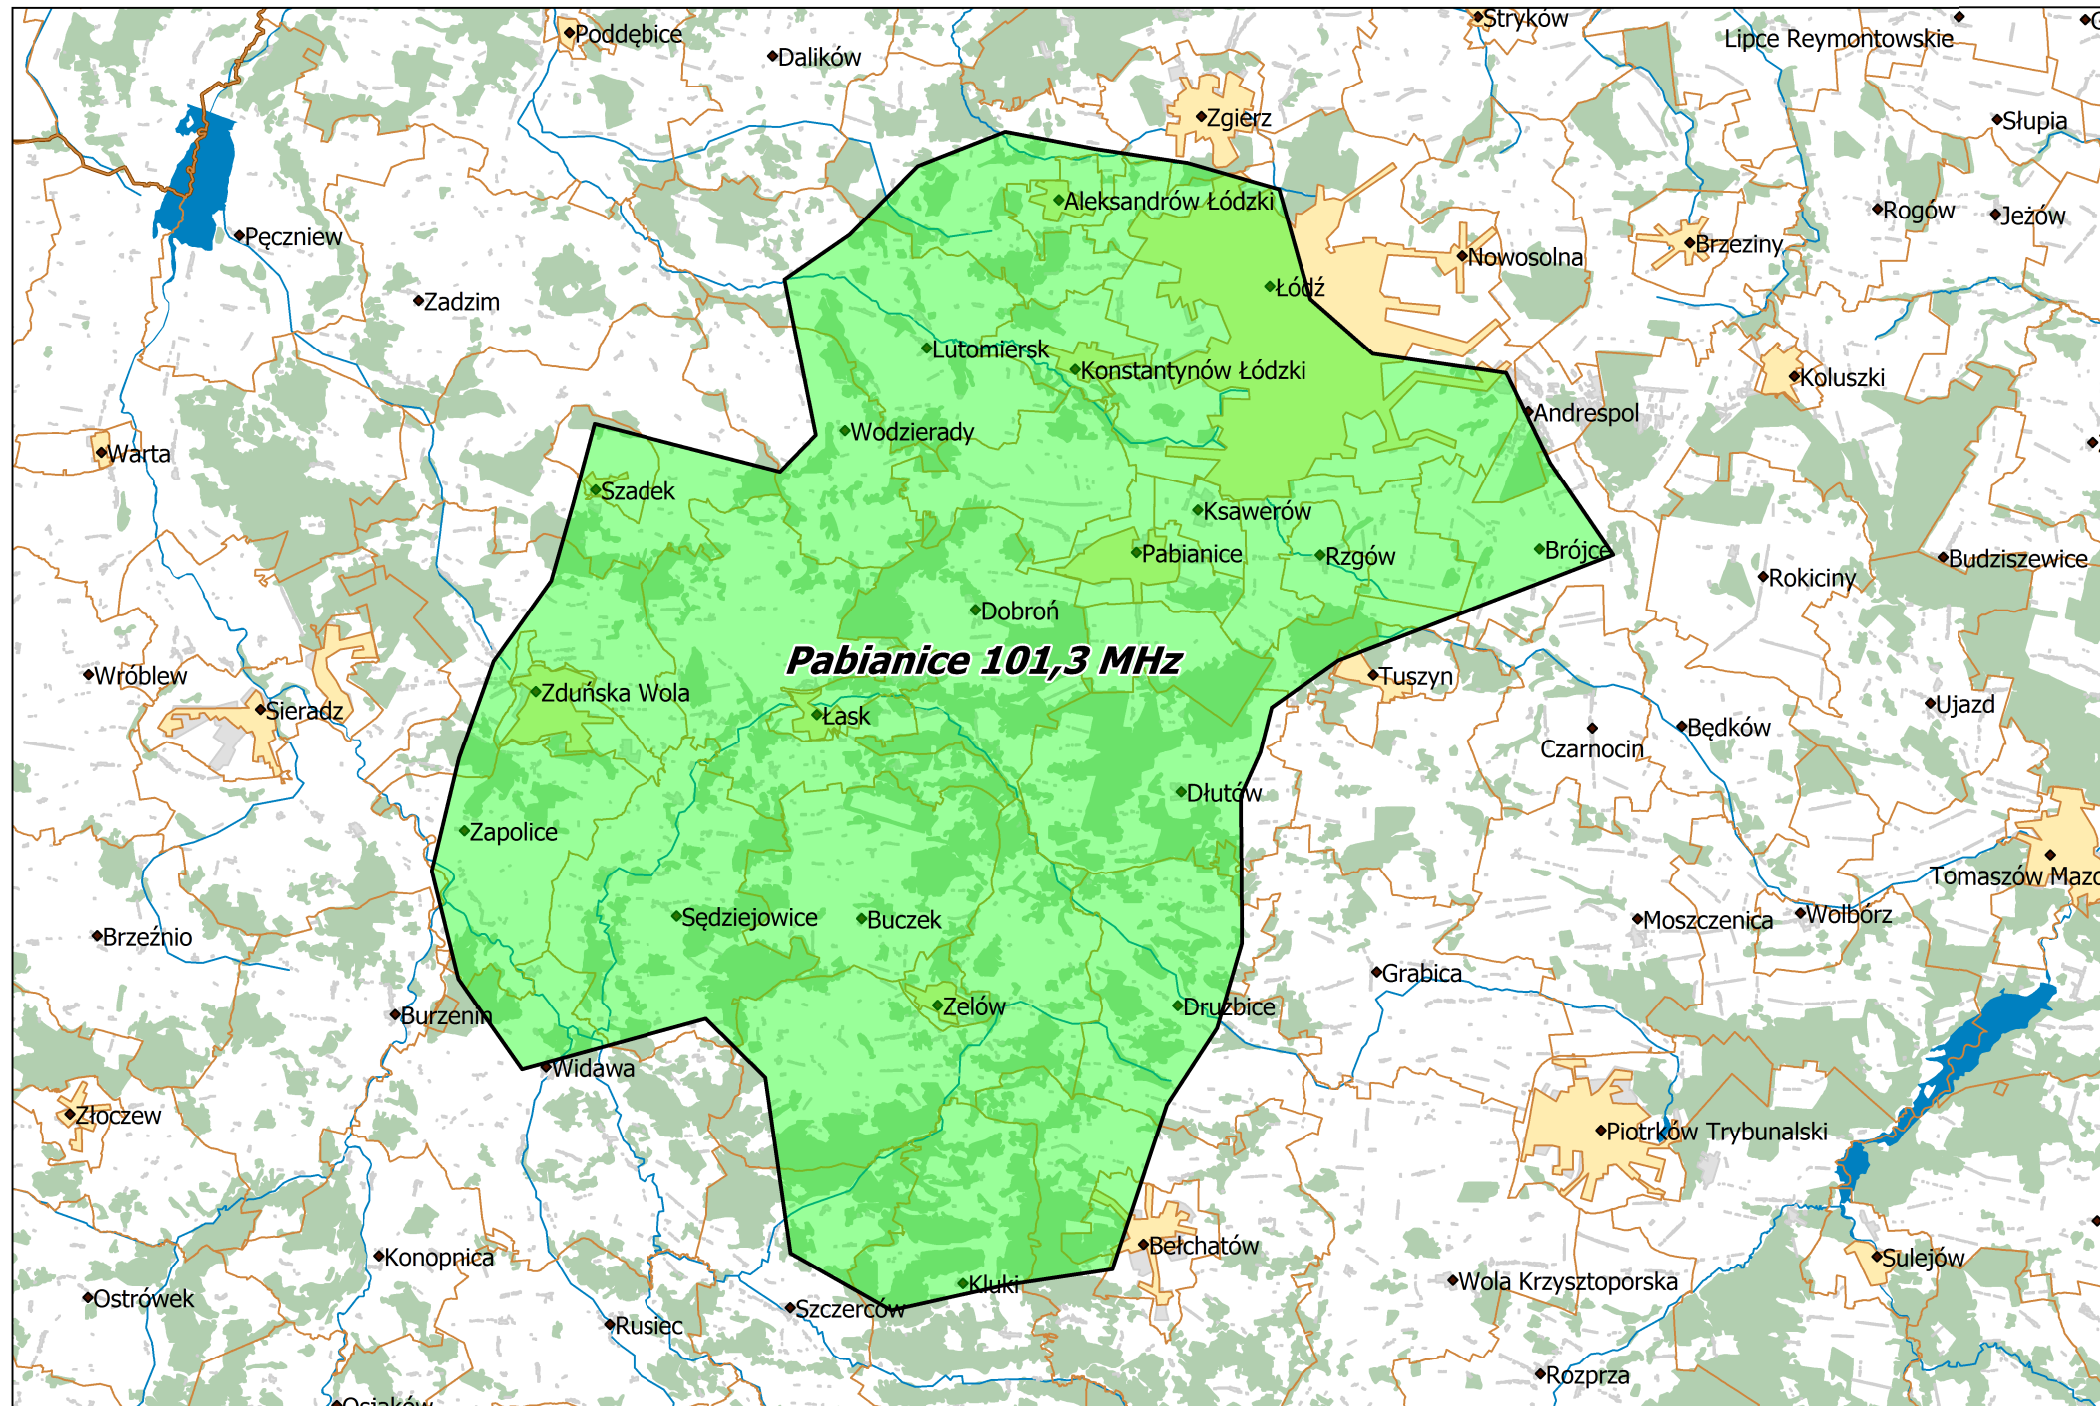 Stryków
Poddębice
Lipce Reymontowskie
Dalików
Zgierz
Słupia
Aleksandrów Łódzki
Rogów
Jeżów
Pęczniew
Brzeziny
Nowosolna
Łódź
Zadzim
Lutomiersk
Konstantynów Łódzki
Koluszki
Andrespol
Wodzierady
Warta
Szadek
Ksawerów
Pabianice
Rzgów
Brójce
Budziszewice
Rokiciny
Dobroń
Pabianice 101,3 MHz
Wróblew
Tuszyn
Zduńska Wola
Ujazd
Sieradz
Łask
Będków
Czarnocin
Dłutów
Zapolice
Tomaszów Mazo
Sędziejowice
Buczek
Moszczenica
Wolbórz
Brzeźnio
Grabica
Zelów
Drużbice
Burzenin
Widawa
Złoczew
Piotrków Trybunalski
Bełchatów
Konopnica
Sulejów
Wola Krzysztoporska
Kluki
Ostrówek
Szczerców
Rusiec
Rozprza
Osjaków